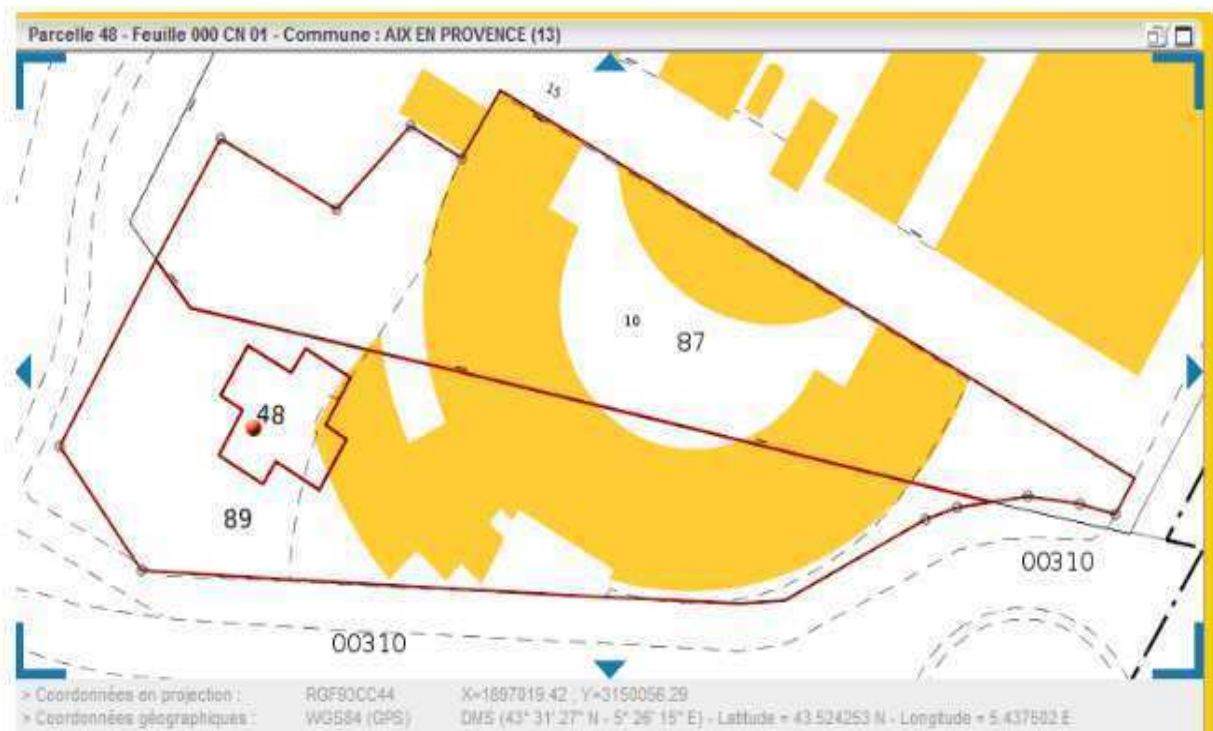 Parcelle 48 - Feuille 000 CN 01 - Commune : AIX EN PROVENCE (13)
15
10
87
48
89
00310
00310
> Coordonnées en projection : RGF93CC44 X=1897819.42 , Y=3150056.29
> Coordonnées géographiques : WGS84 (GPS) DMS (43° 31' 27" N - 5° 26' 15" E) - Latitude = 43.524253 N - Longitude = 5.437502 E